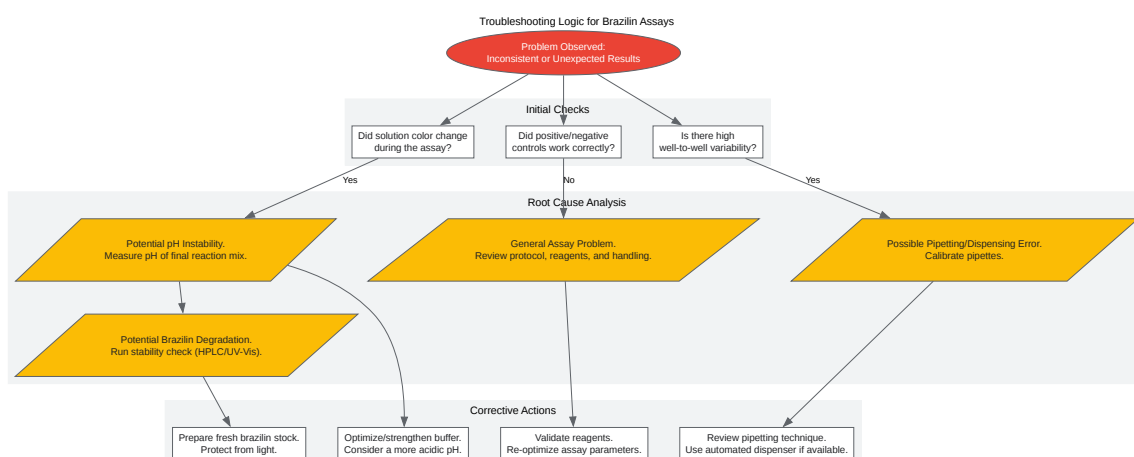 Troubleshooting Logic for Brazilin Assays
Problem Observed:
Inconsistent or Unexpected Results
Initial Checks
Did solution color change
during the assay?
Did positive/negative
controls work correctly?
Is there high
well-to-well variability?
Yes
No
Yes
Root Cause Analysis
Potential pH Instability.
Measure pH of final reaction mix.
General Assay Problem.
Review protocol, reagents, and handling.
Possible Pipetting/Dispensing Error.
Calibrate pipettes.
Potential Brazilin Degradation.
Run stability check (HPLC/UV-Vis).
Corrective Actions
Prepare fresh brazilin stock.
Protect from light.
Optimize/strengthen buffer.
Consider a more acidic pH.
Validate reagents.
Re-optimize assay parameters.
Review pipetting technique.
Use automated dispenser if available.